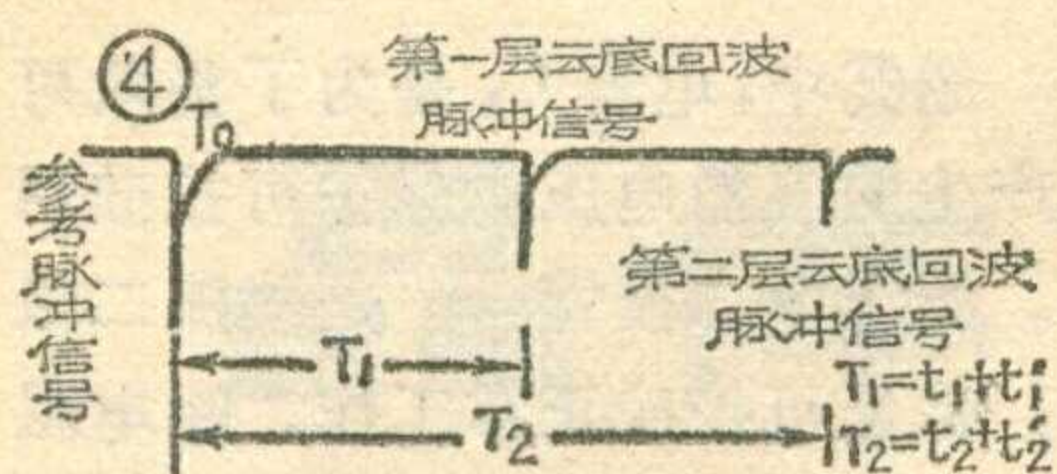 ④
T₀
第一层云底回波
脉冲信号
参考脉冲信号
第二层云底回波
脉冲信号
T₁
T₂
T₁=t₁+t₁'
T₂=t₂+t₂'